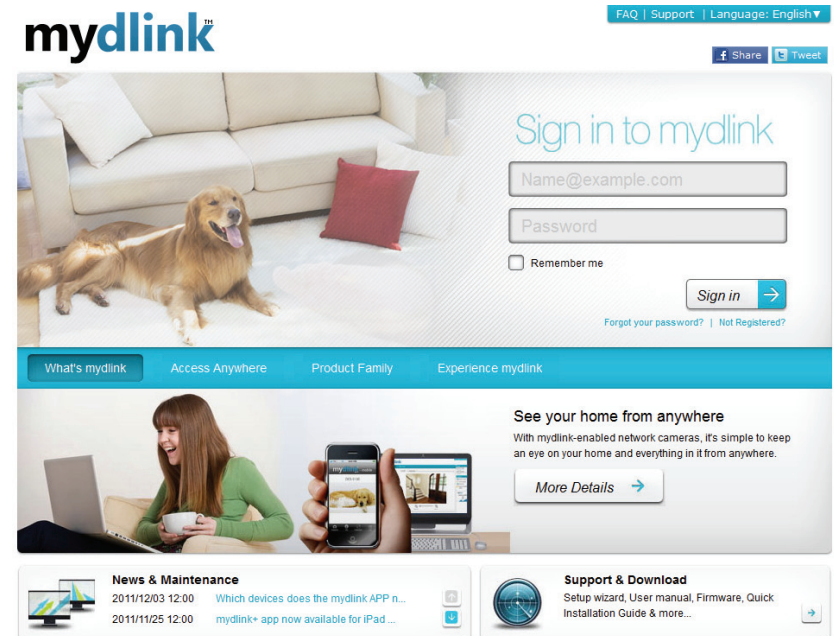 mydlink™
FAQ | Support | Language: English▼
Share
Tweet
Sign in to mydlink
Name@example.com
Password
Remember me
Sign in
Forgot your password? | Not Registered?
What's mydlink
Access Anywhere
Product Family
Experience mydlink
See your home from anywhere
With mydlink-enabled network cameras, it's simple to keep
an eye on your home and everything in it from anywhere.
More Details
mydlink
News & Maintenance
2011/12/03 12:00 Which devices does the mydlink APP n...
2011/11/25 12:00 mydlink+ app now available for iPad ...
Support & Download
Setup wizard, User manual, Firmware, Quick
Installation Guide & more...